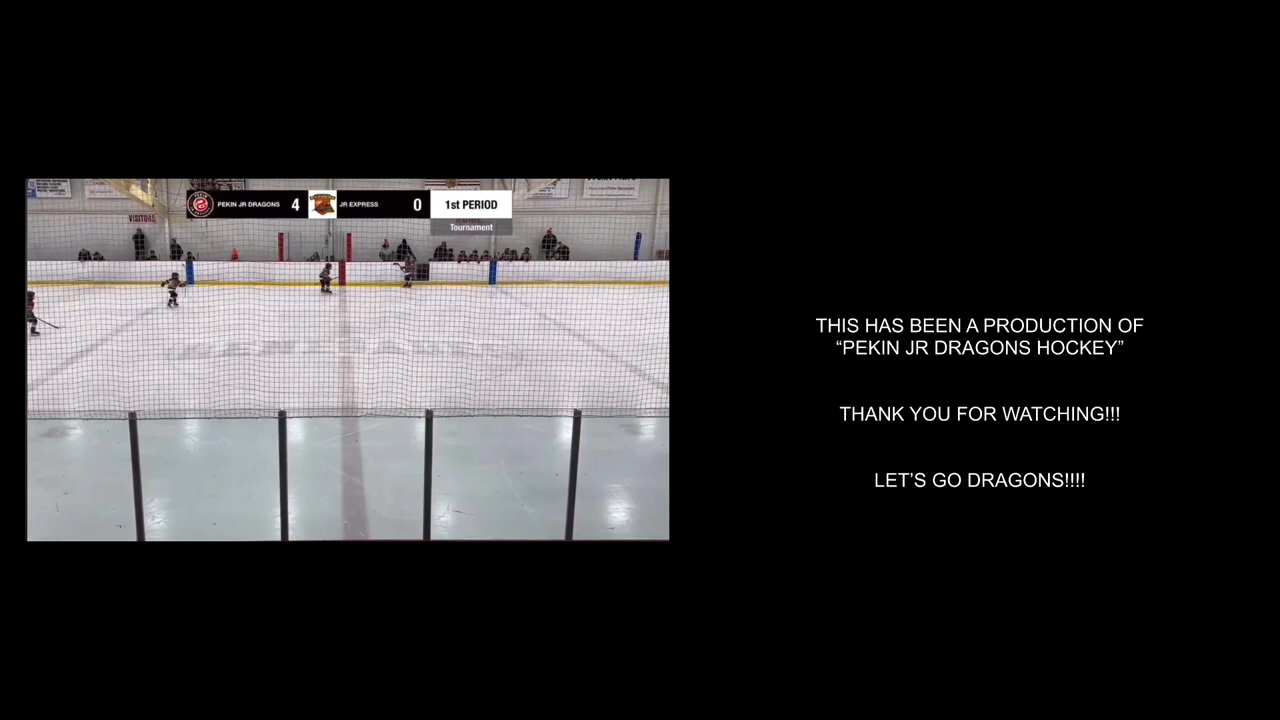 VISITORS
PEKIN JR DRAGONS 4 JR EXPRESS 0 1st PERIOD
Tournament
THIS HAS BEEN A PRODUCTION OF
“PEKIN JR DRAGONS HOCKEY”
THANK YOU FOR WATCHING!!!
LET’S GO DRAGONS!!!!